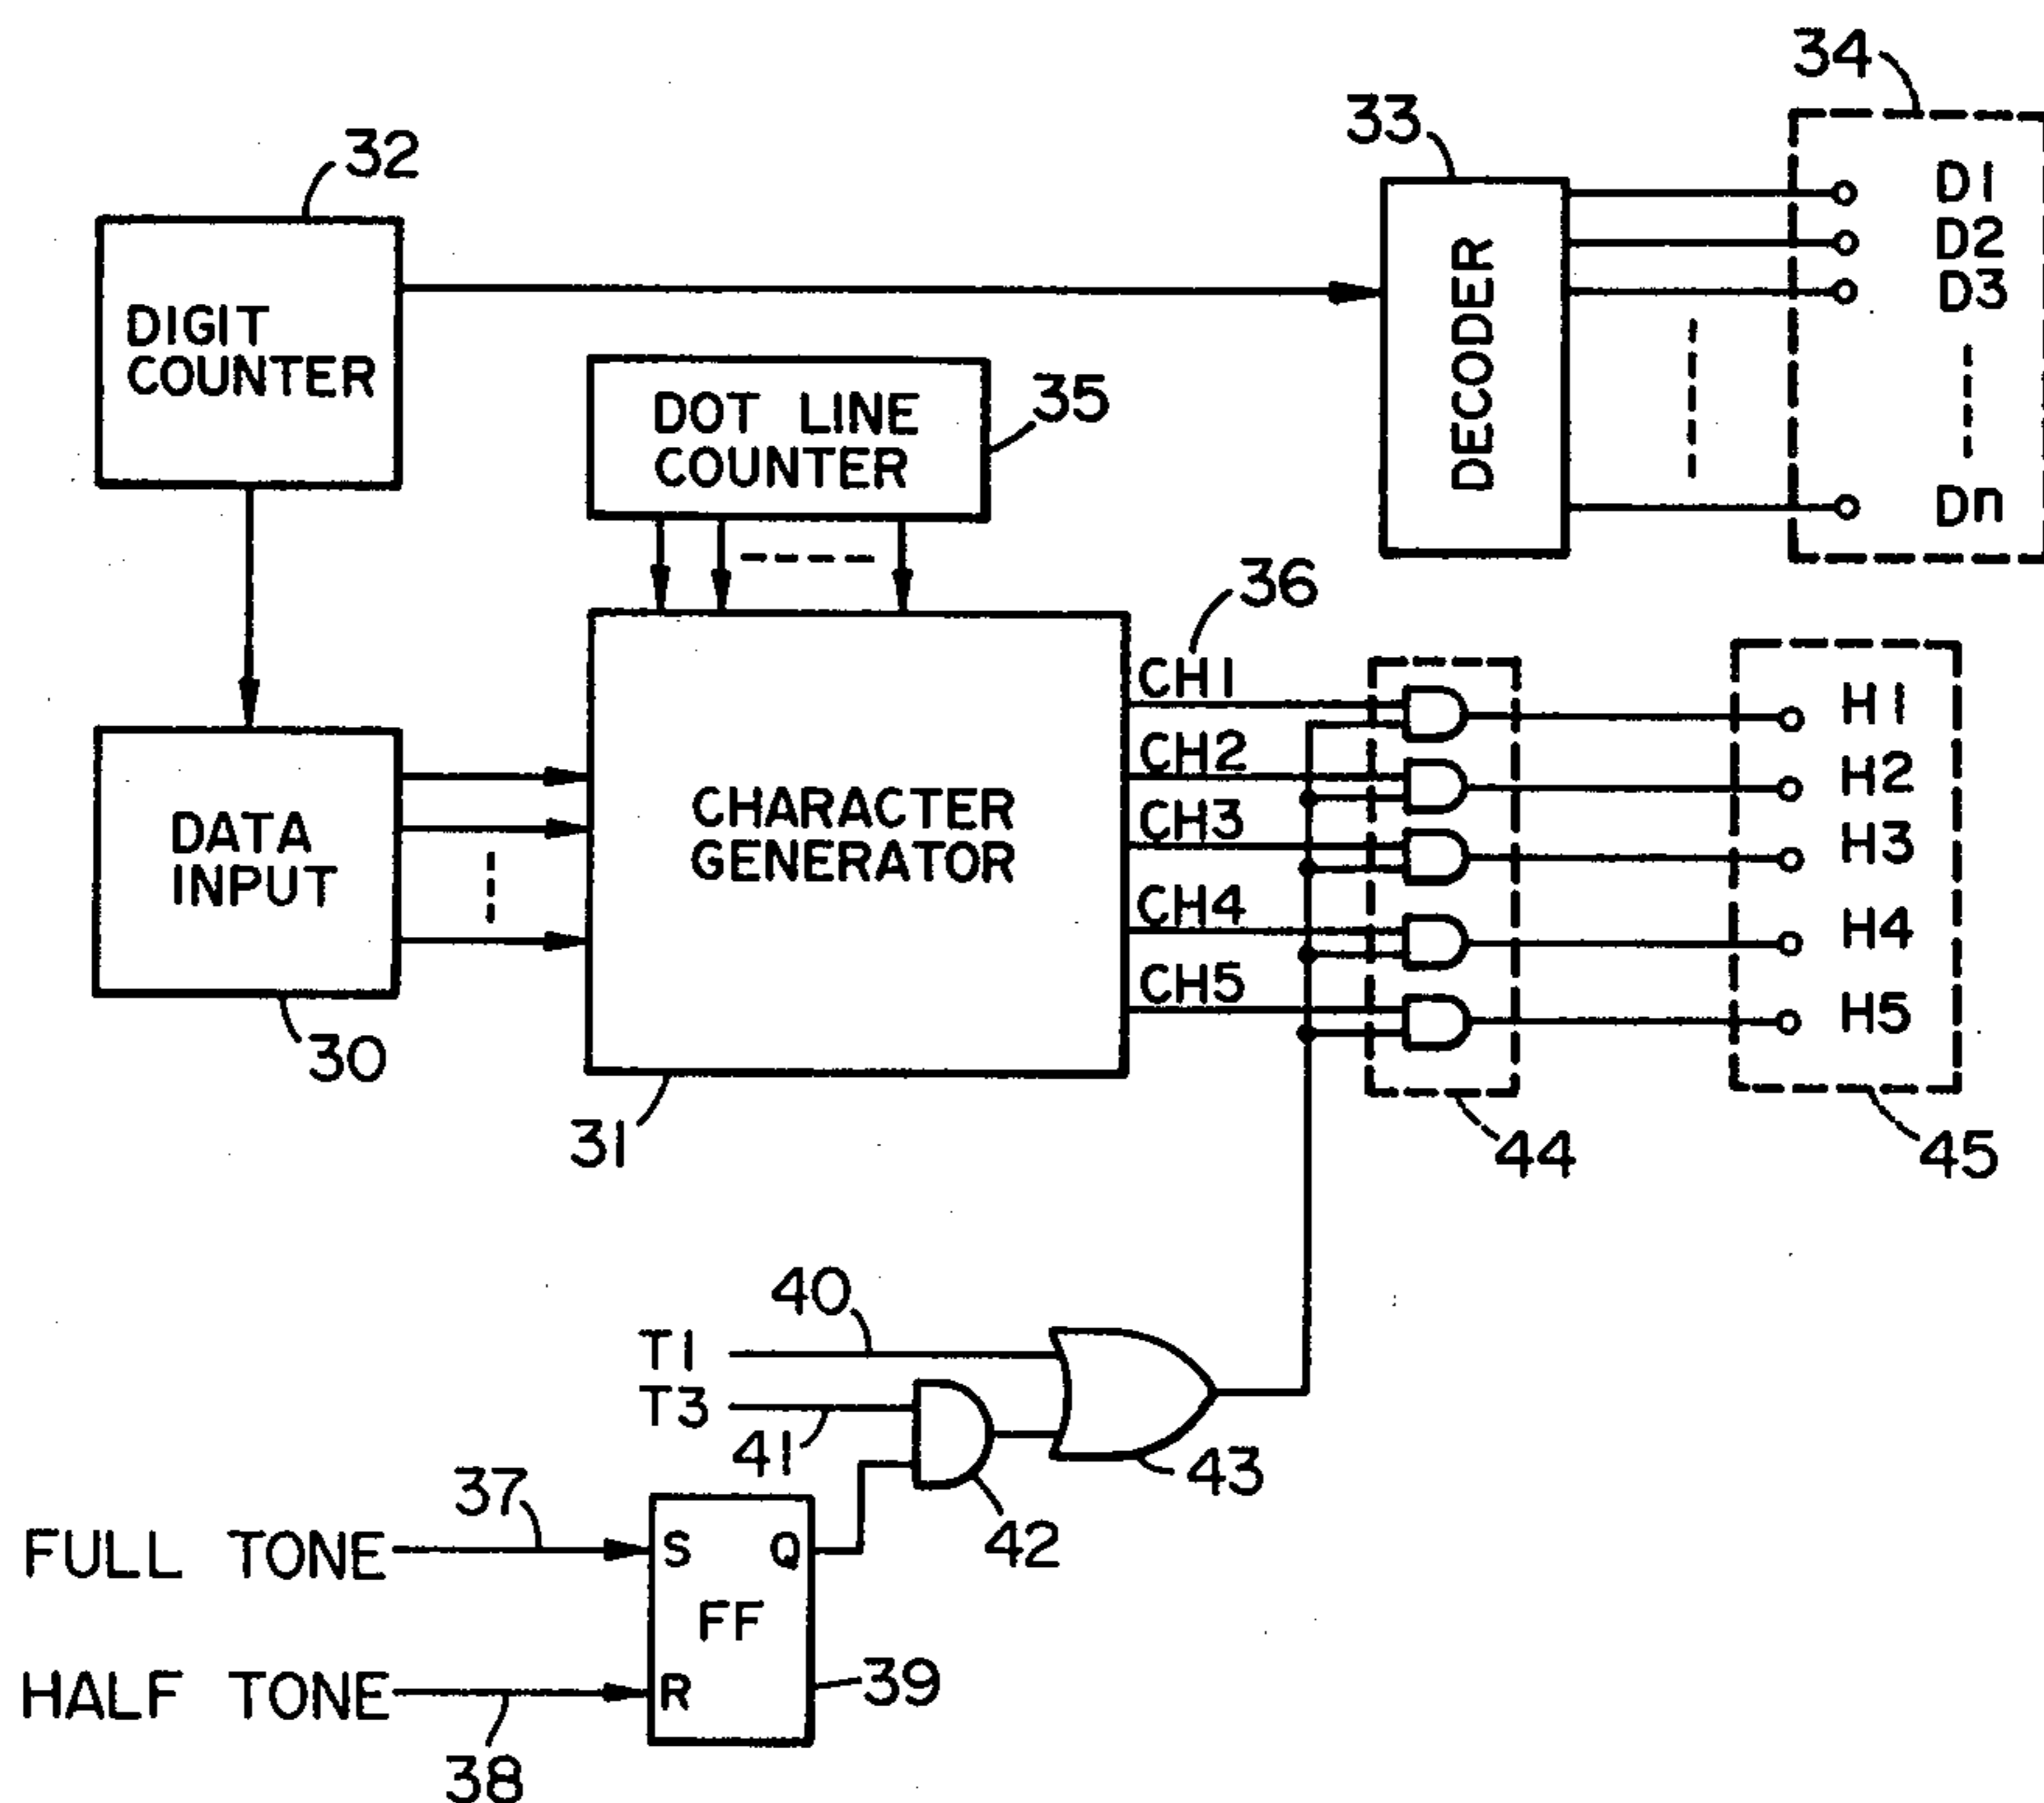 34
33
32
D1
D2
D3
Dn
DIGIT
COUNTER
DECODER
DOT LINE
COUNTER
35
36
CH1
CH2
CH3
CH4
CH5
H1
H2
H3
H4
H5
DATA
INPUT
CHARACTER
GENERATOR
30
31
44
45
40
T1
T3
41
43
42
37
FULL TONE
S Q
FF
HALF TONE
R
39
38